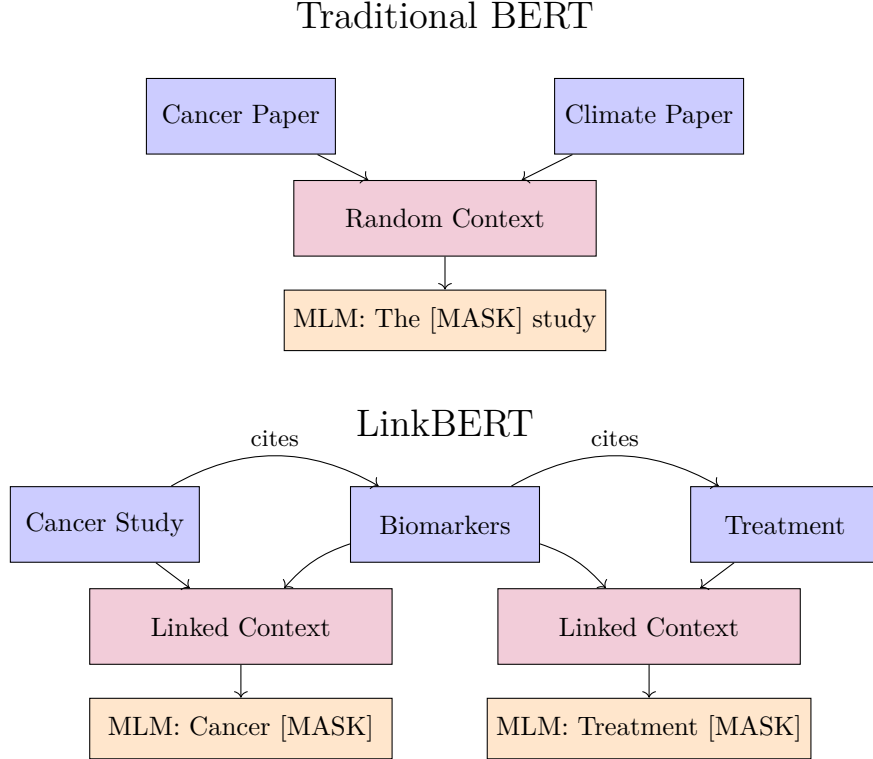 Traditional BERT
Cancer Paper
Climate Paper
Random Context
MLM: The [MASK] study
LinkBERT
cites
cites
Cancer Study
Biomarkers
Treatment
Linked Context
Linked Context
MLM: Cancer [MASK]
MLM: Treatment [MASK]